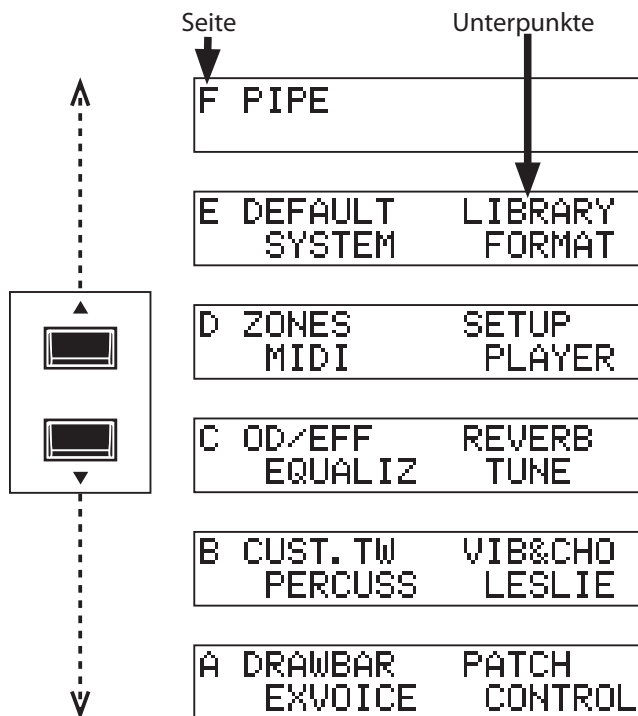 Seite Unterpunkte
F PIPE
E DEFAULT LIBRARY
SYSTEM FORMAT
D ZONES SETUP
MIDI PLAYER
C OD/EFF REVERB
EQUALIZ TUNE
B CUST.TW VIB&CHO
PERCUSS LESLIE
A DRAWBAR PATCH
EXVOICE CONTROL